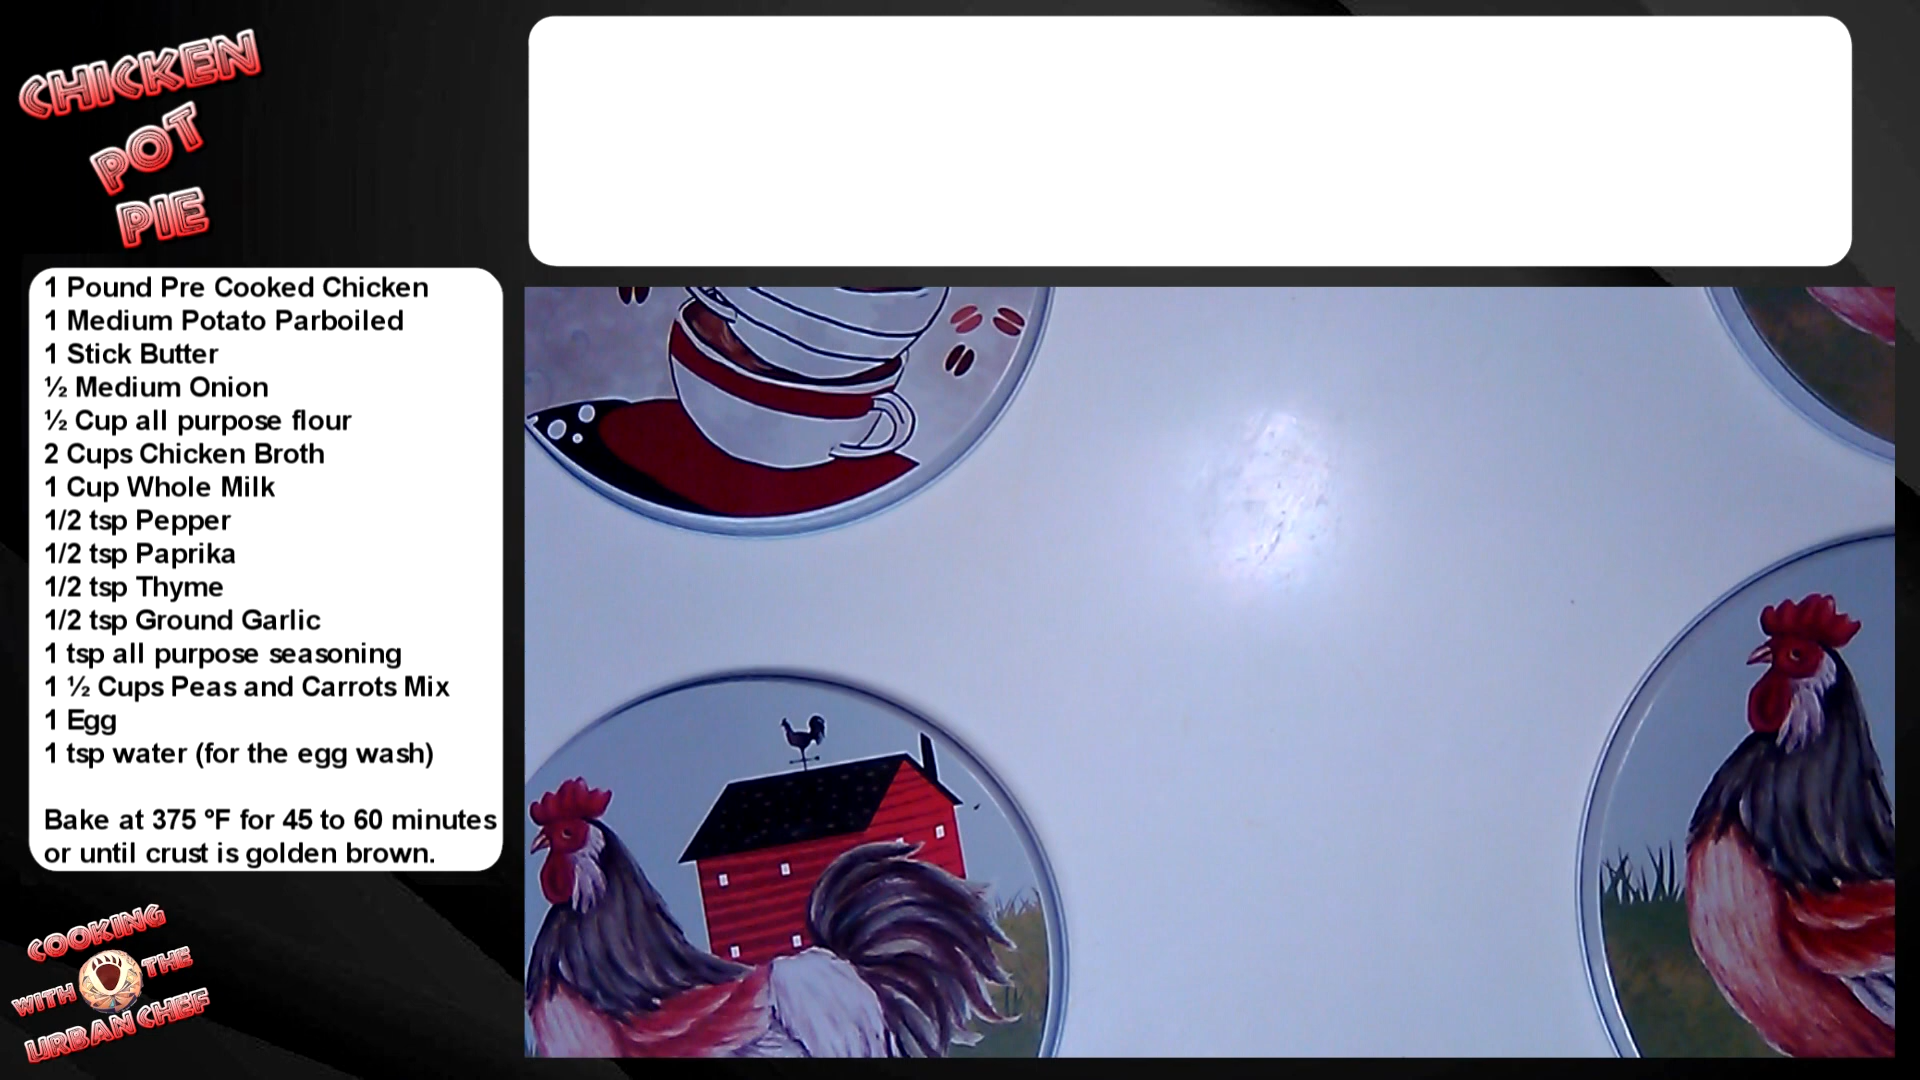 CHICKEN
POT
PIE
1 Pound Pre Cooked Chicken
1 Medium Potato Parboiled
1 Stick Butter
½ Medium Onion
½ Cup all purpose flour
2 Cups Chicken Broth
1 Cup Whole Milk
1/2 tsp Pepper
1/2 tsp Paprika
1/2 tsp Thyme
1/2 tsp Ground Garlic
1 tsp all purpose seasoning
1 ½ Cups Peas and Carrots Mix
1 Egg
1 tsp water (for the egg wash)
Bake at 375 ºF for 45 to 60 minutes
or until crust is golden brown.
COOKING
WITH THE
URBAN CHEF